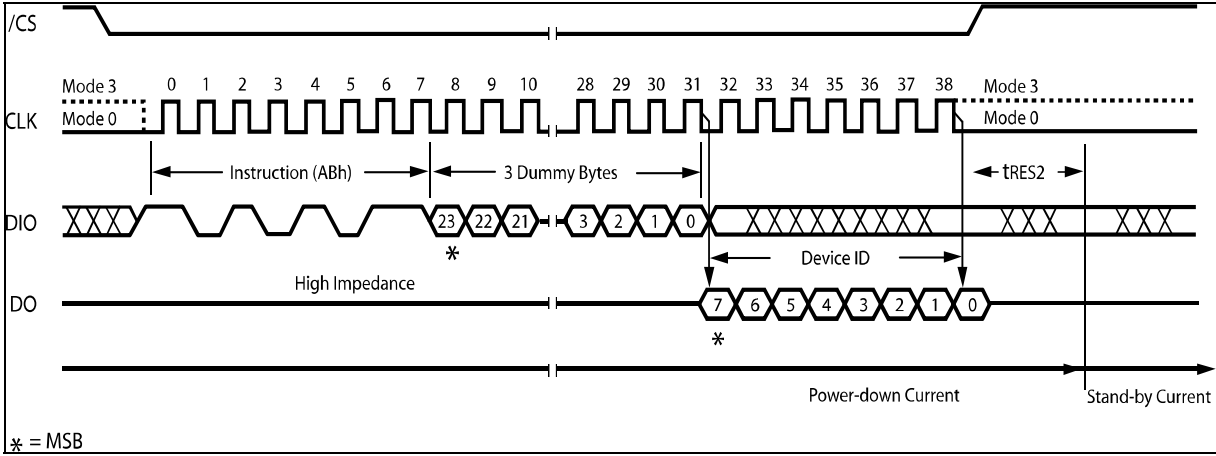 /CS
Mode 3 0 1 2 3 4 5 6 7 8 9 10 28 29 30 31 32 33 34 35 36 37 38 Mode 3
CLK Mode 0 Mode 0
Instruction (ABh) 3 Dummy Bytes tRES2
DIO 23 22 21 3 2 1 0
* Device ID
High Impedance
DO 7 6 5 4 3 2 1 0
*
Power-down Current Stand-by Current
* = MSB